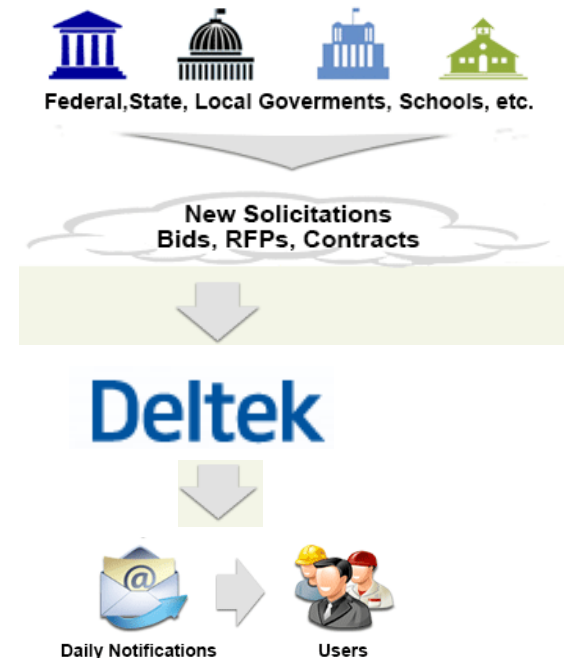 Federal,State, Local Goverments, Schools, etc.
New Solicitations
Bids, RFPs, Contracts
Deltek
@
Daily Notifications
Users